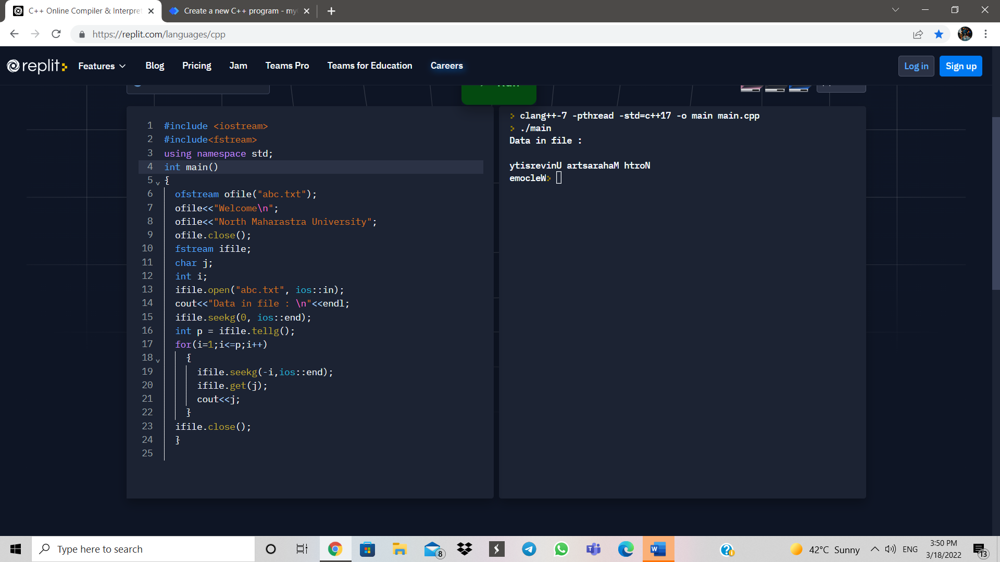 C++ Online Compiler & Interpret
Create a new C++ program - my
https://replit.com/languages/cpp
replit
Features
Blog
Pricing
Jam
Teams Pro
Teams for Education
Careers
Log in
Sign up
1 #include <iostream>
2 #include<fstream>
3 using namespace std;
4 int main()
5 {
6 ofstream ofile("abc.txt");
7 ofile<<"Welcome\n";
8 ofile<<"North Maharastra University";
9 ofile.close();
10 fstream ifile;
11 char j;
12 int i;
13 ifile.open("abc.txt", ios::in);
14 cout<<"Data in file : \n"<<endl;
15 ifile.seekg(0, ios::end);
16 int p = ifile.tellg();
17 for(i=1;i<=p;i++)
18 {
19 ifile.seekg(-i,ios::end);
20 ifile.get(j);
21 cout<<j;
22 }
23 ifile.close();
24 }
25
> clang++-7 -pthread -std=c++17 -o main main.cpp
> ./main
Data in file :
ytisrevinU artsarahaM htroN
emocleW>
Type here to search
8
42°C Sunny
ENG
3:50 PM
3/18/2022
13